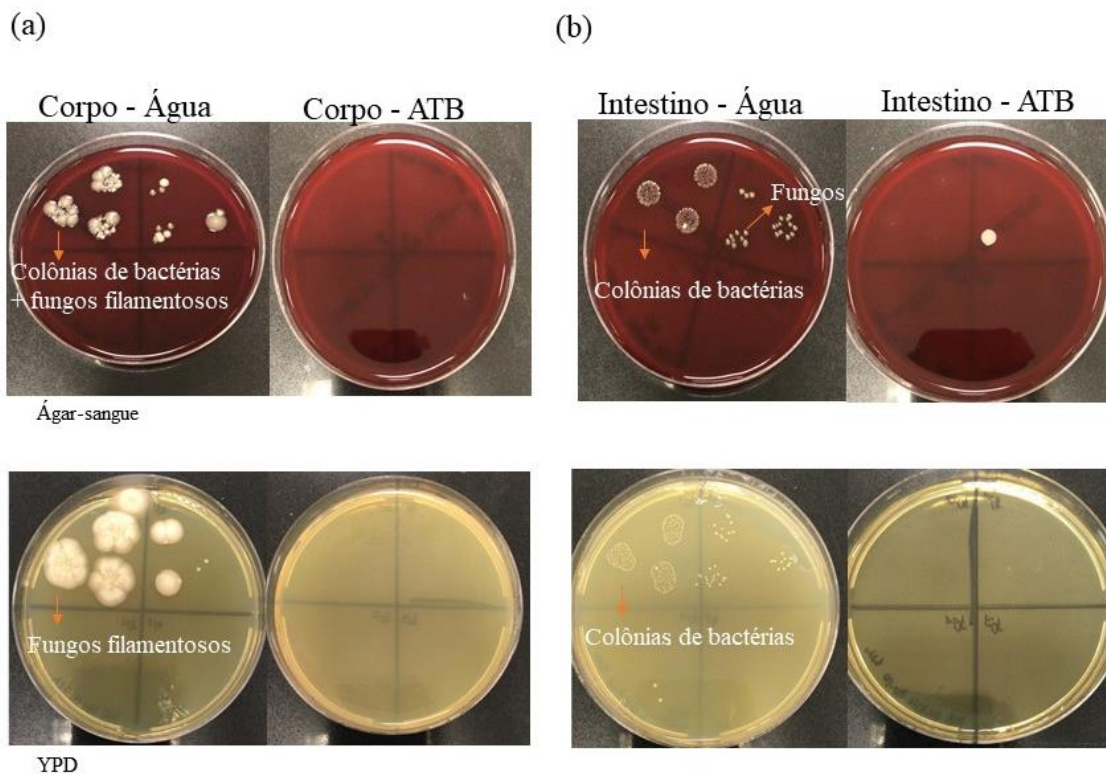 (a)
(b)
Corpo - Água
Corpo - ATB
Intestino - Água
Intestino - ATB
Fungos
Colônias de bactérias
+ fungos filamentosos
Colônias de bactérias
Ágar-sangue
Fungos filamentosos
Colônias de bactérias
YPD